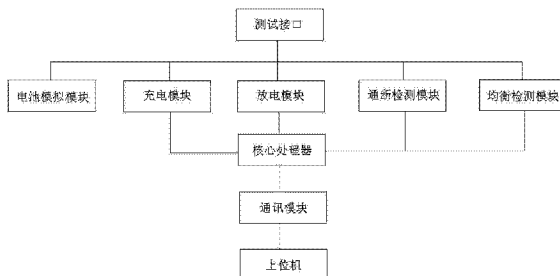 测试接口
电池模拟模块
充电模块
放电模块
通断检测模块
均衡检测模块
核心处理器
通讯模块
上位机